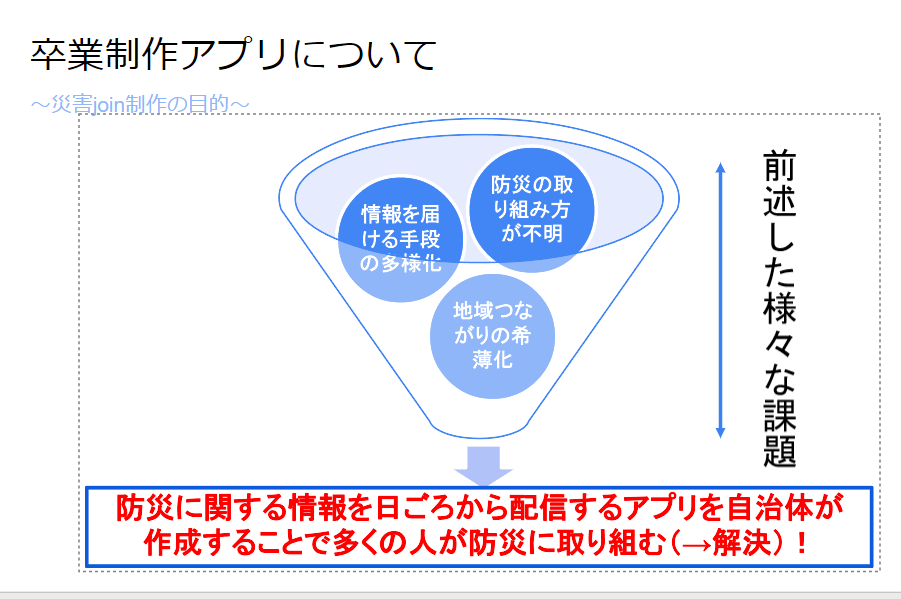 卒業制作アプリについて
～災害join制作の目的～
情報を届
ける手段
の多様化
防災の取
り組み方
が不明
地域つな
がりの希
薄化
前述した様々な課題
防災に関する情報を日ごろから配信するアプリを自治体が
作成することで多くの人が防災に取り組む（→解決）！